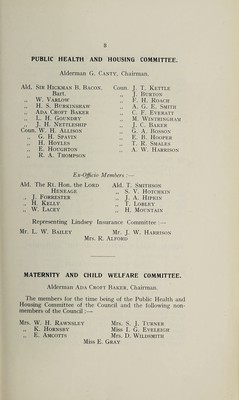 8
PUBLIC HEALTH AND HOUSING COMMITTEE.
Alderman G. Canty, Chairman.
Ald. Sir Hickman B. Bacon, Bart.
„ W. Varlow
„ H. S. Burkinshaw
„ Ada Croft Baker
„ L. H. Goundry
„ J. H. Nettleship
Coun. W. H. Allison
„ G. H. Spavin
„ H. Hoyles
„ E. Houghton
„ R. A. Thompson
Coun. J. T. Kettle
„ J. Burton
„ F. H. Roach
„ A. G. E. Smith
„ C. F. Everatt
„ M. Wintringham
„ J. C. Baker
„ G. A. Bosdoe
„ E. B. Hooper
„ T. R. Smales
„ A. W. Harrison
Ex-Officio Members :—
Ald. The Rt. Hon. the Lord Heneage
„ J. Forrester
„ H. Kelly
„ W. Lacey
Ald. T. Smithson
„ S. V. Hotchkin
„ J. A. Hipkin
„ T. Lobley
„ H. Mountain
Representing Lindsey Insurance Committee :—
Mr. L. W. Bailey Mr. J. W. Harrison
Mrs. R. Alford
MATERNITY AND CHILD WELFARE COMMITTEE.
Alderman Ada Croft Baker, Chairman.
The members for the time being of the Public Health and
Housing Committee of the Council and the following non-
members of the Council :—
Mrs. W. H. Rawnsley
„ K. Hornsby
„ E. Amcotts
Mrs. S. J. Turner
Miss I. G. Eveleigh
Mrs. D. Wildsmith
Miss E. Gray